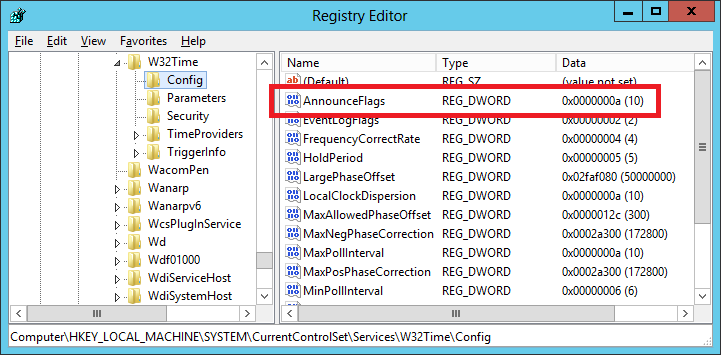 Registry Editor
File Edit View Favorites Help
W32Time
Config
Parameters
Security
TimeProviders
TriggerInfo
WacomPen
Wanarp
Wanarpv6
WcsPlugInService
Wd
Wdf01000
WdiServiceHost
WdiSystemHost
Name Type Data
(Default) REG_SZ (value not set)
AnnounceFlags REG_DWORD 0x0000000a (10)
EventLogFlags REG_DWORD 0x00000002 (2)
FrequencyCorrectRate REG_DWORD 0x00000004 (4)
HoldPeriod REG_DWORD 0x00000005 (5)
LargePhaseOffset REG_DWORD 0x02faf080 (50000000)
LocalClockDispersion REG_DWORD 0x0000000a (10)
MaxAllowedPhaseOffset REG_DWORD 0x0000012c (300)
MaxNegPhaseCorrection REG_DWORD 0x0002a300 (172800)
MaxPollInterval REG_DWORD 0x0000000a (10)
MaxPosPhaseCorrection REG_DWORD 0x0002a300 (172800)
MinPollInterval REG_DWORD 0x00000006 (6)
Computer\HKEY_LOCAL_MACHINE\SYSTEM\CurrentControlSet\Services\W32Time\Config